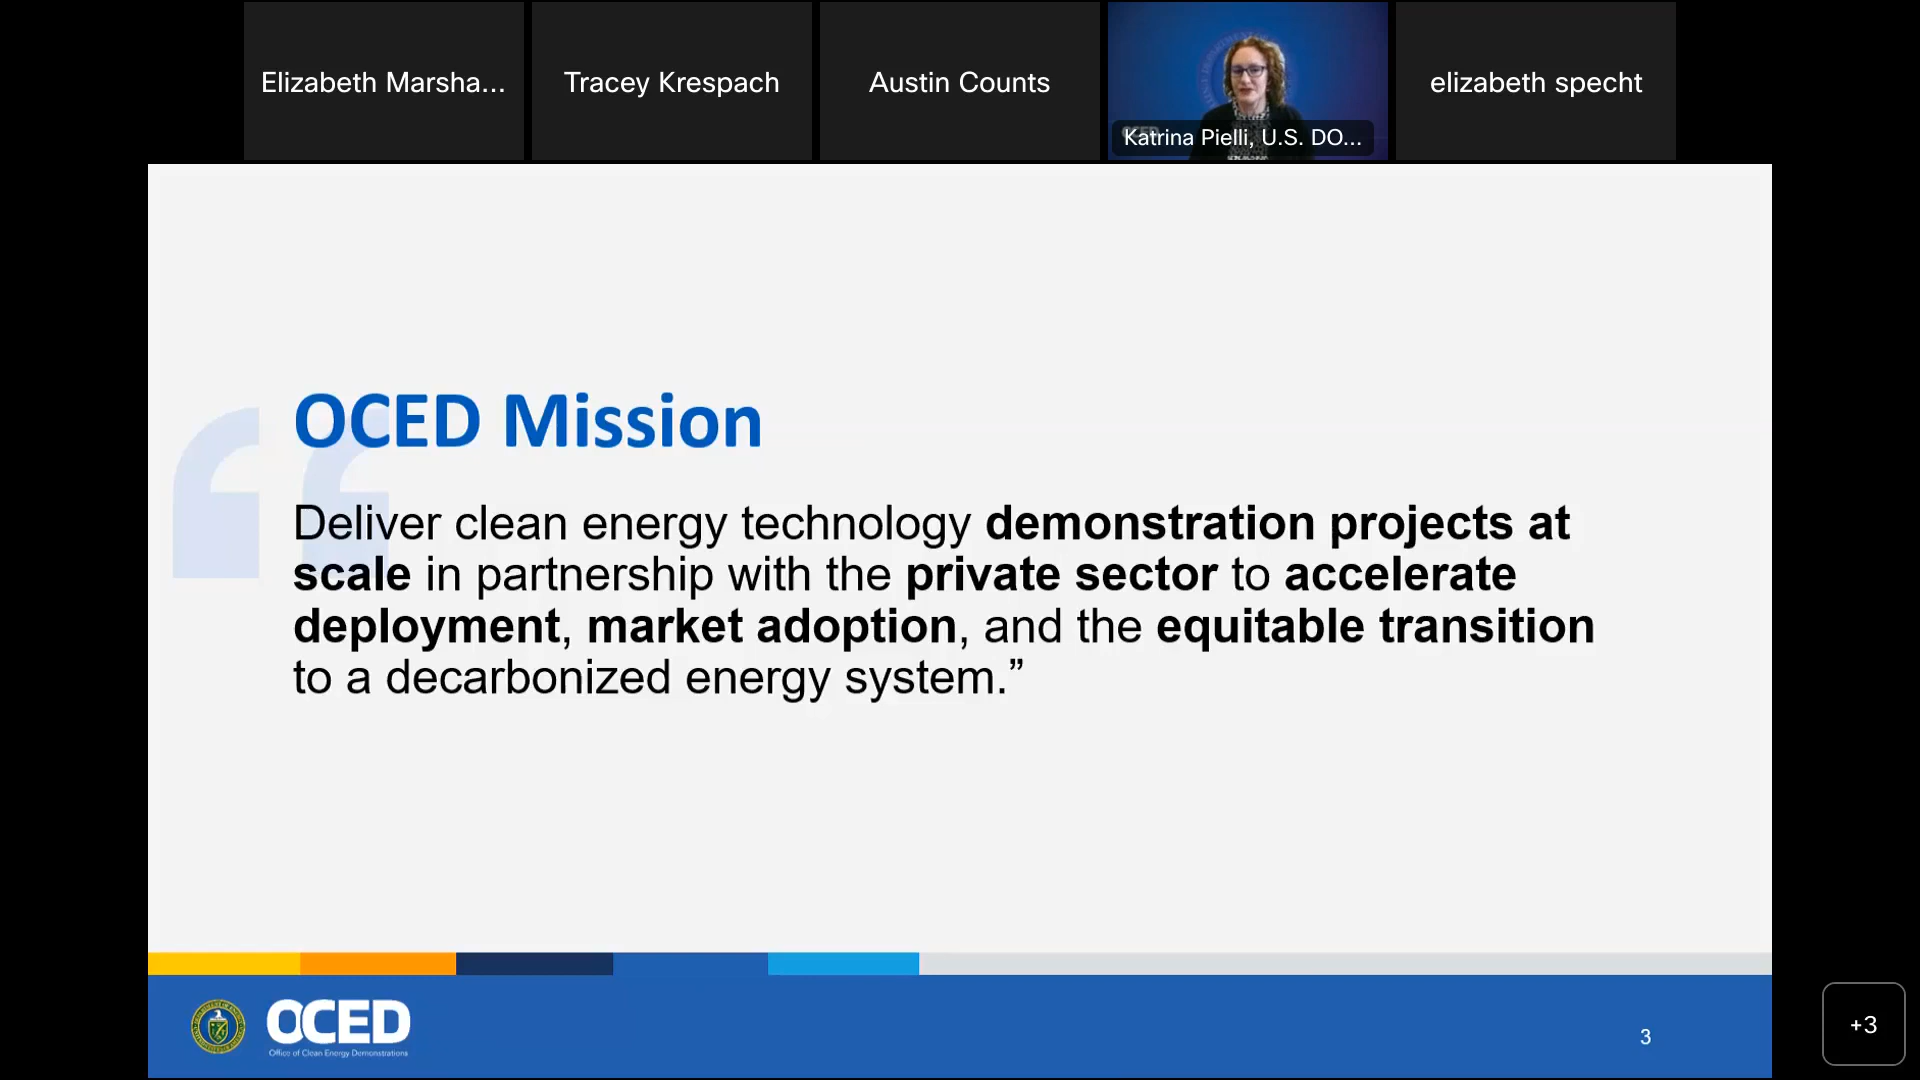 Elizabeth Marsha...
Tracey Krespach
Austin Counts
Katrina Pielli, U.S. DO...
elizabeth specht
OCED Mission
Deliver clean energy technology demonstration projects at
scale in partnership with the private sector to accelerate
deployment, market adoption, and the equitable transition
to a decarbonized energy system.”
OCED
Office of Clean Energy Demonstrations
3
+3